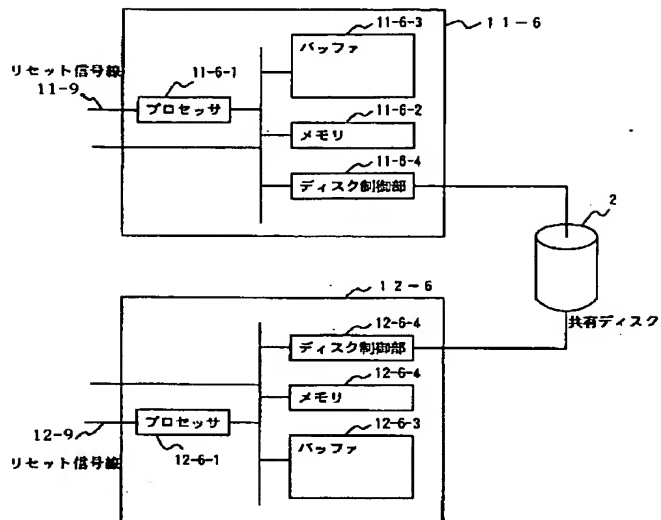 11-6-3
11-6
バッファ
リセット信号線
11-6-1
11-9
プロセッサ
11-6-2
メモリ
11-6-4
ディスク制御部
2
共有ディスク
12-6
12-6-4
ディスク制御部
12-6-4
メモリ
12-9
プロセッサ
12-6-3
バッファ
リセット信号線
12-6-1